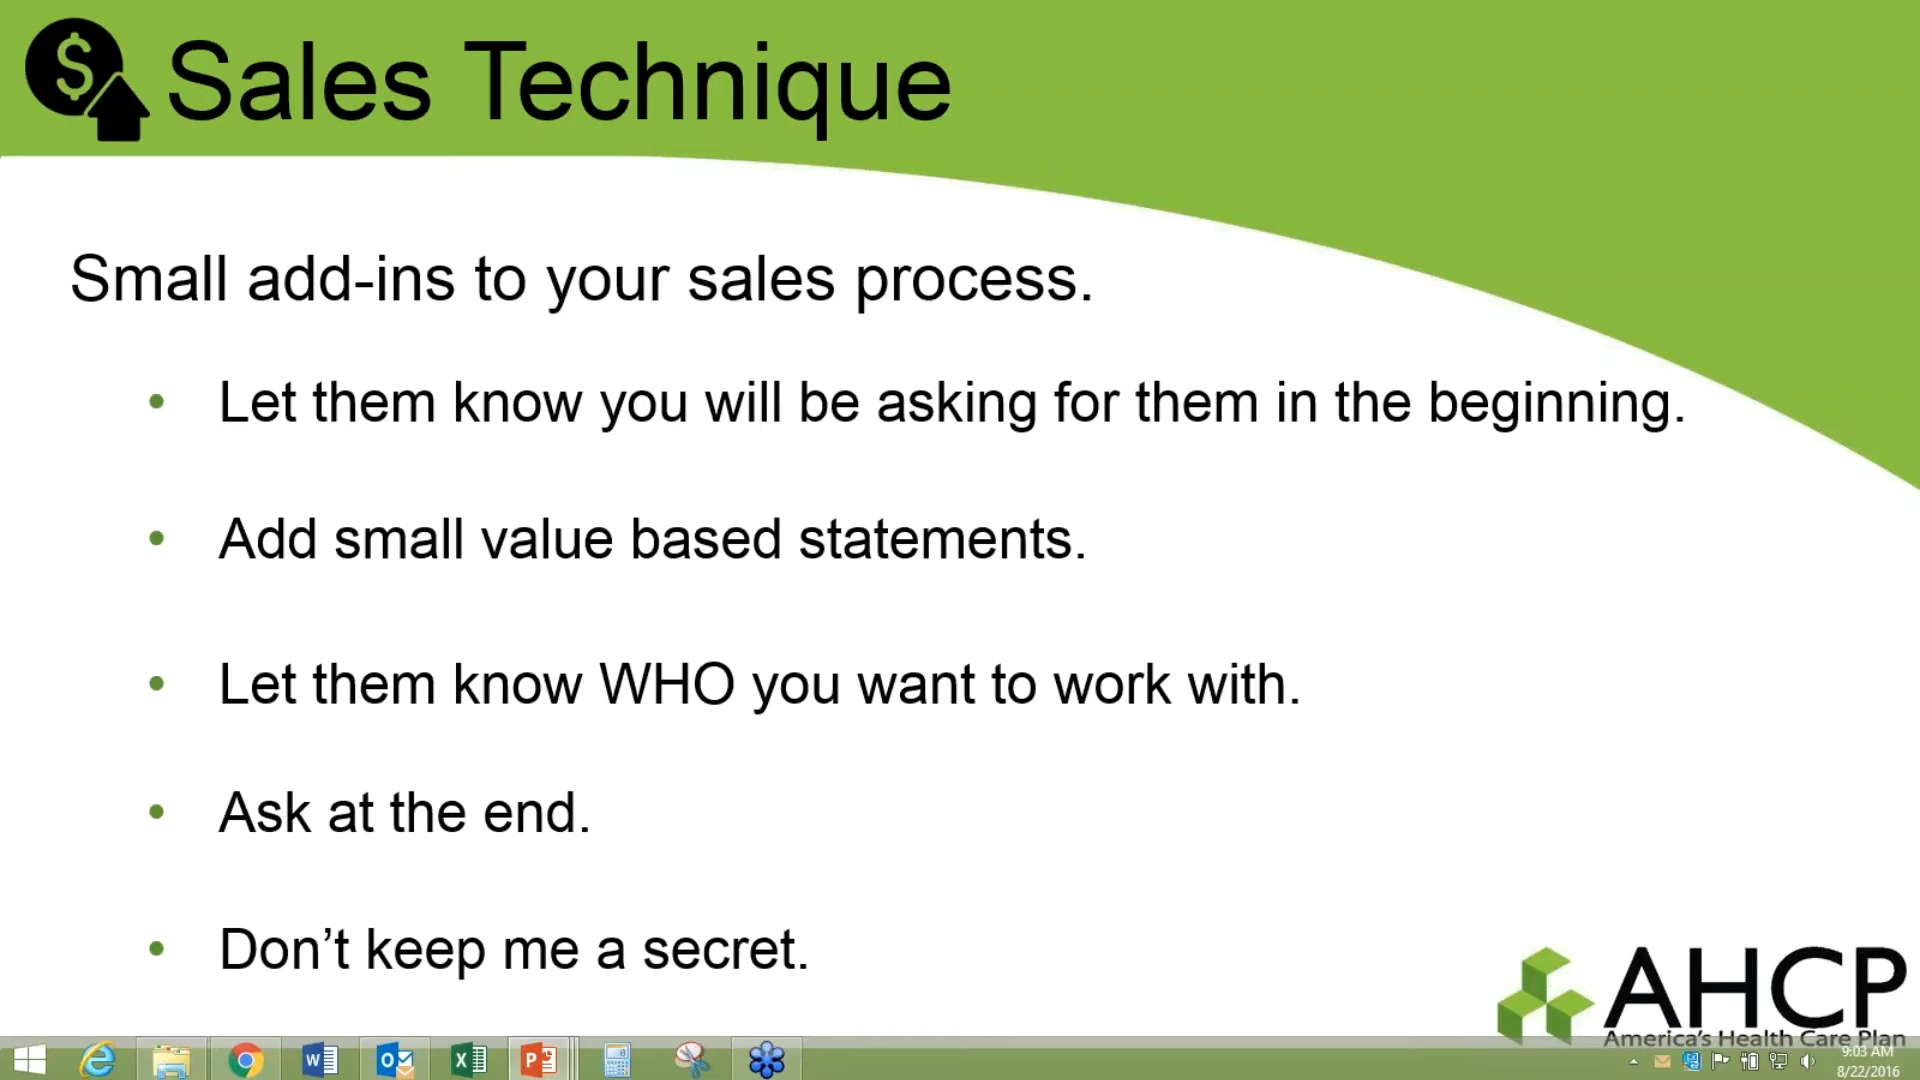 $ Sales Technique
Small add-ins to your sales process.
• Let them know you will be asking for them in the beginning.
• Add small value based statements.
• Let them know WHO you want to work with.
• Ask at the end.
• Don’t keep me a secret.
AHCP
America's Health Care Plan
9:03 AM
8/22/2016